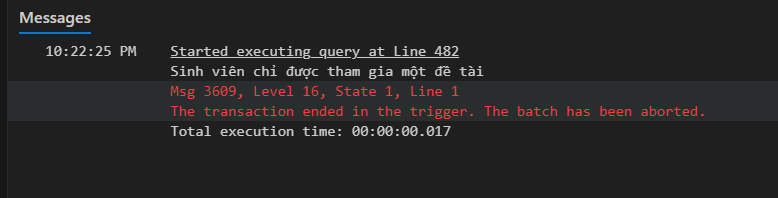 Messages
10:22:25 PM Started executing query at Line 482
Sinh viên chỉ được tham gia một đề tài
Msg 3609, Level 16, State 1, Line 1
The transaction ended in the trigger. The batch has been aborted.
Total execution time: 00:00:00.017